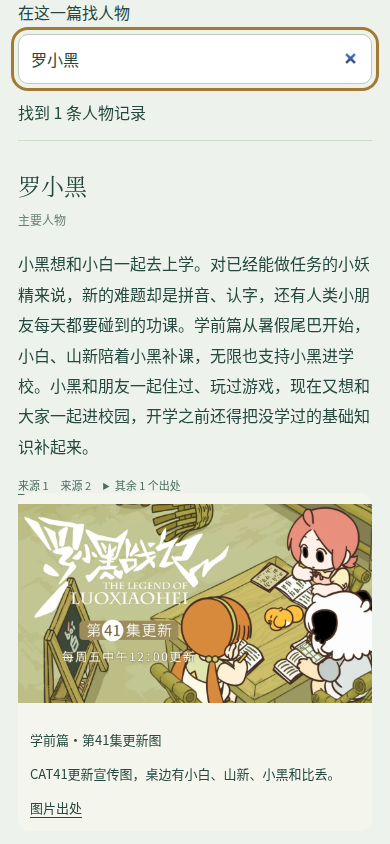 在这一篇找人物
罗小黑
找到 1 条人物记录
罗小黑
主要人物
小黑想和小白一起去上学。对已经能做任务的小妖
精来说，新的难题却是拼音、认字，还有人类小朋
友每天都要碰到的功课。学前篇从暑假尾巴开始，
小白、山新陪着小黑补课，无限也支持小黑进学
校。小黑和朋友一起住过、玩过游戏，现在又想和
大家一起进校园，开学之前还得把没学过的基础知
识补起来。
来源 1 来源 2 ▶ 其余 1 个出处
罗小黑战记
THE LEGEND OF
LUOXIAOHEI
第41集更新
每周五中午12:00更新
学前篇·第41集更新图
CAT41更新宣传图，桌边有小白、山新、小黑和比丢。
图片出处